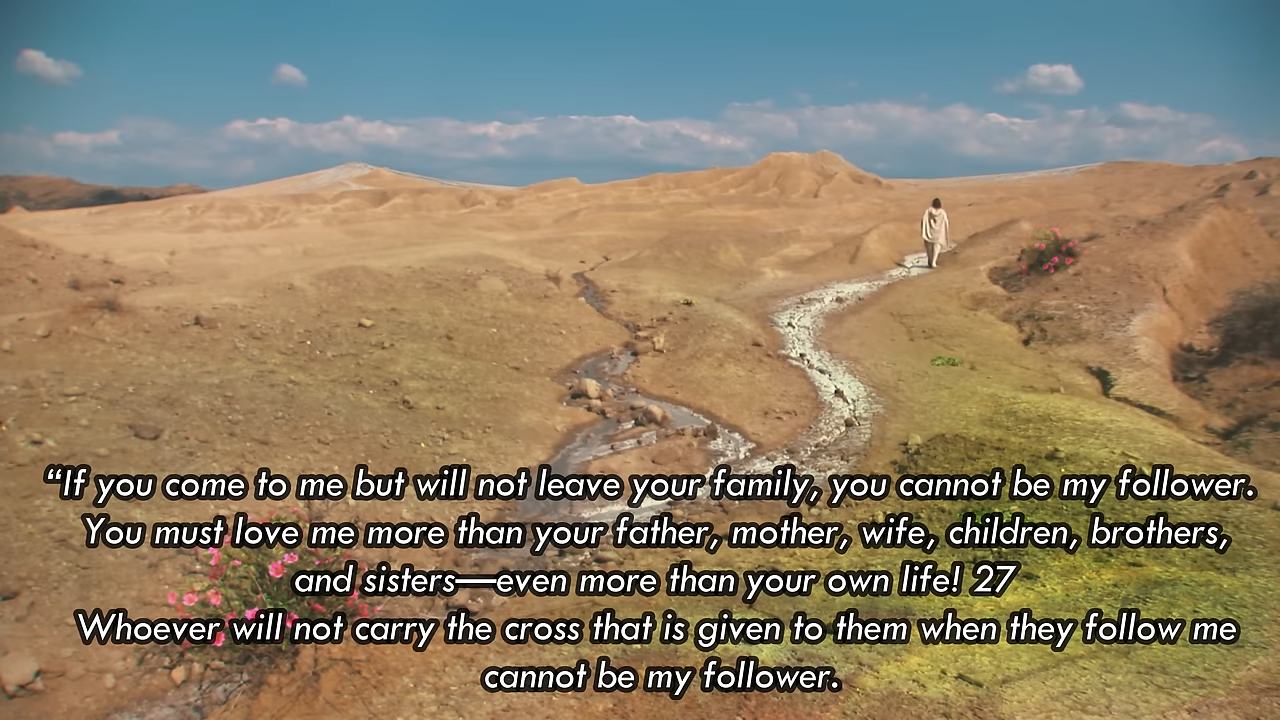 “If you come to me but will not leave your family, you cannot be my follower.
You must love me more than your father, mother, wife, children, brothers,
and sisters—even more than your own life! 27
Whoever will not carry the cross that is given to them when they follow me
cannot be my follower.